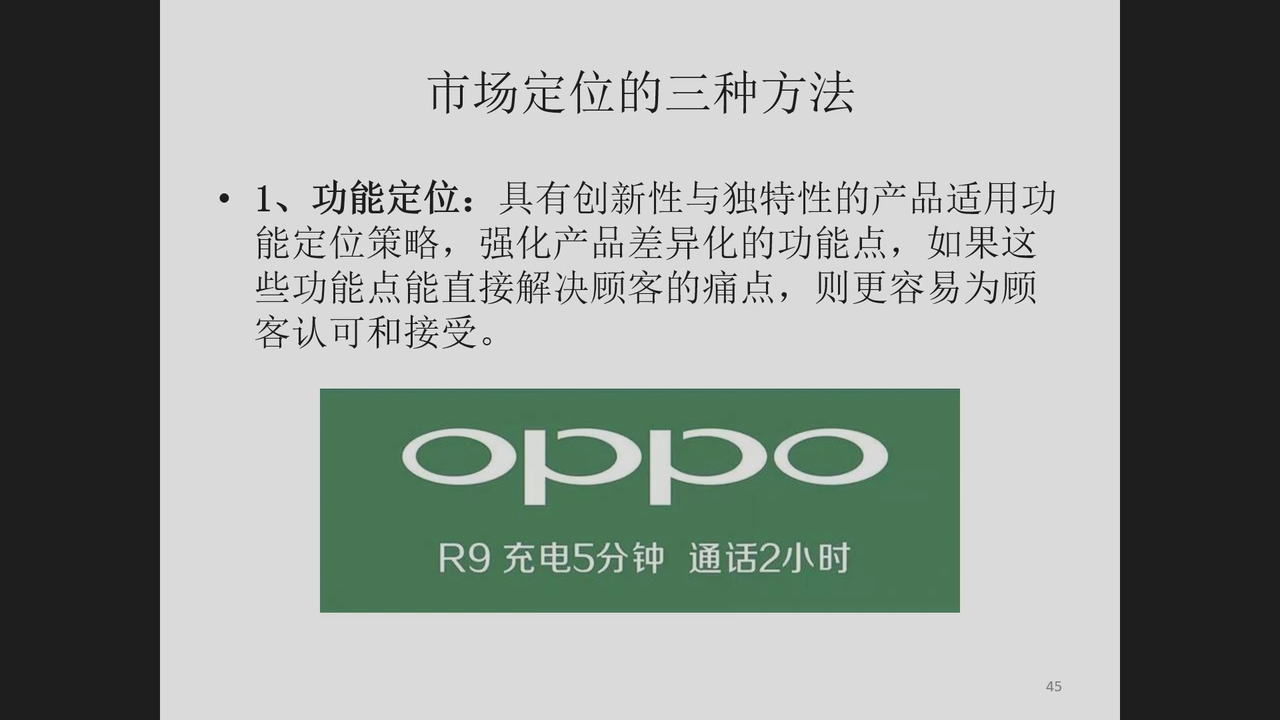 市场定位的三种方法
• 1、功能定位：具有创新性与独特性的产品适用功
能定位策略，强化产品差异化的功能点，如果这
些功能点能直接解决顾客的痛点，则更容易为顾
客认可和接受。
oppo
R9 充电5分钟 通话2小时
45